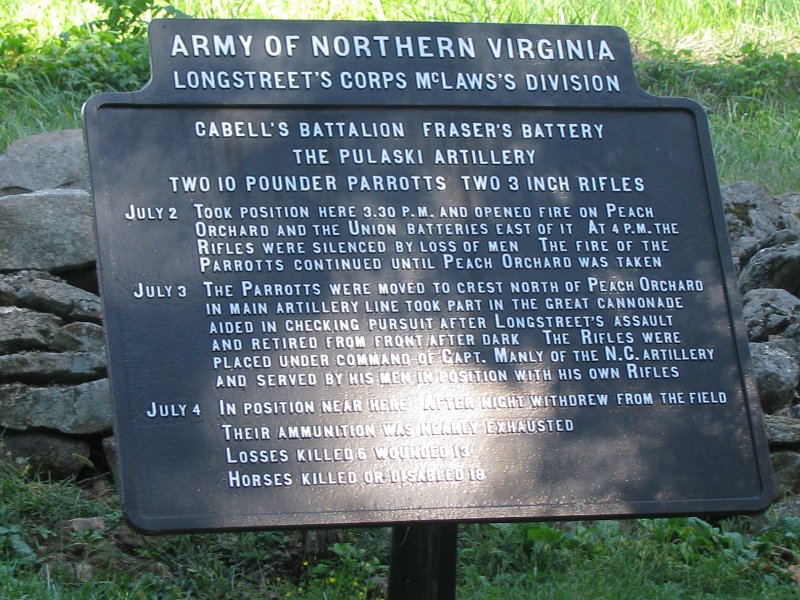 ARMY OF NORTHERN VIRGINIA
LONGSTREET'S CORPS McLAWS'S DIVISION
CABELL'S BATTALION FRASER'S BATTERY
THE PULASKI ARTILLERY
TWO 10 POUNDER PARROTTS TWO 3 INCH RIFLES
JULY 2 TOOK POSITION HERE 3.30 P.M. AND OPENED FIRE ON PEACH
ORCHARD AND THE UNION BATTERIES EAST OF IT AT 4 P.M. THE
RIFLES WERE SILENCED BY LOSS OF MEN THE FIRE OF THE
PARROTTS CONTINUED UNTIL PEACH ORCHARD WAS TAKEN
JULY 3 THE PARROTTS WERE MOVED TO CREST NORTH OF PEACH ORCHARD
IN MAIN ARTILLERY LINE TOOK PART IN THE GREAT CANNONADE
AIDED IN CHECKING PURSUIT AFTER LONGSTREET'S ASSAULT
AND RETIRED FROM FRONT AFTER DARK THE RIFLES WERE
PLACED UNDER COMMAND OF CAPT. MANLY OF THE N.C. ARTILLERY
AND SERVED BY HIS MEN IN POSITION WITH HIS OWN RIFLES
JULY 4 IN POSITION NEAR HERE AFTER NIGHT WITHDREW FROM THE FIELD
THEIR AMMUNITION WAS NEARLY EXHAUSTED
LOSSES KILLED 6 WOUNDED 13
HORSES KILLED OR DISABLED 18